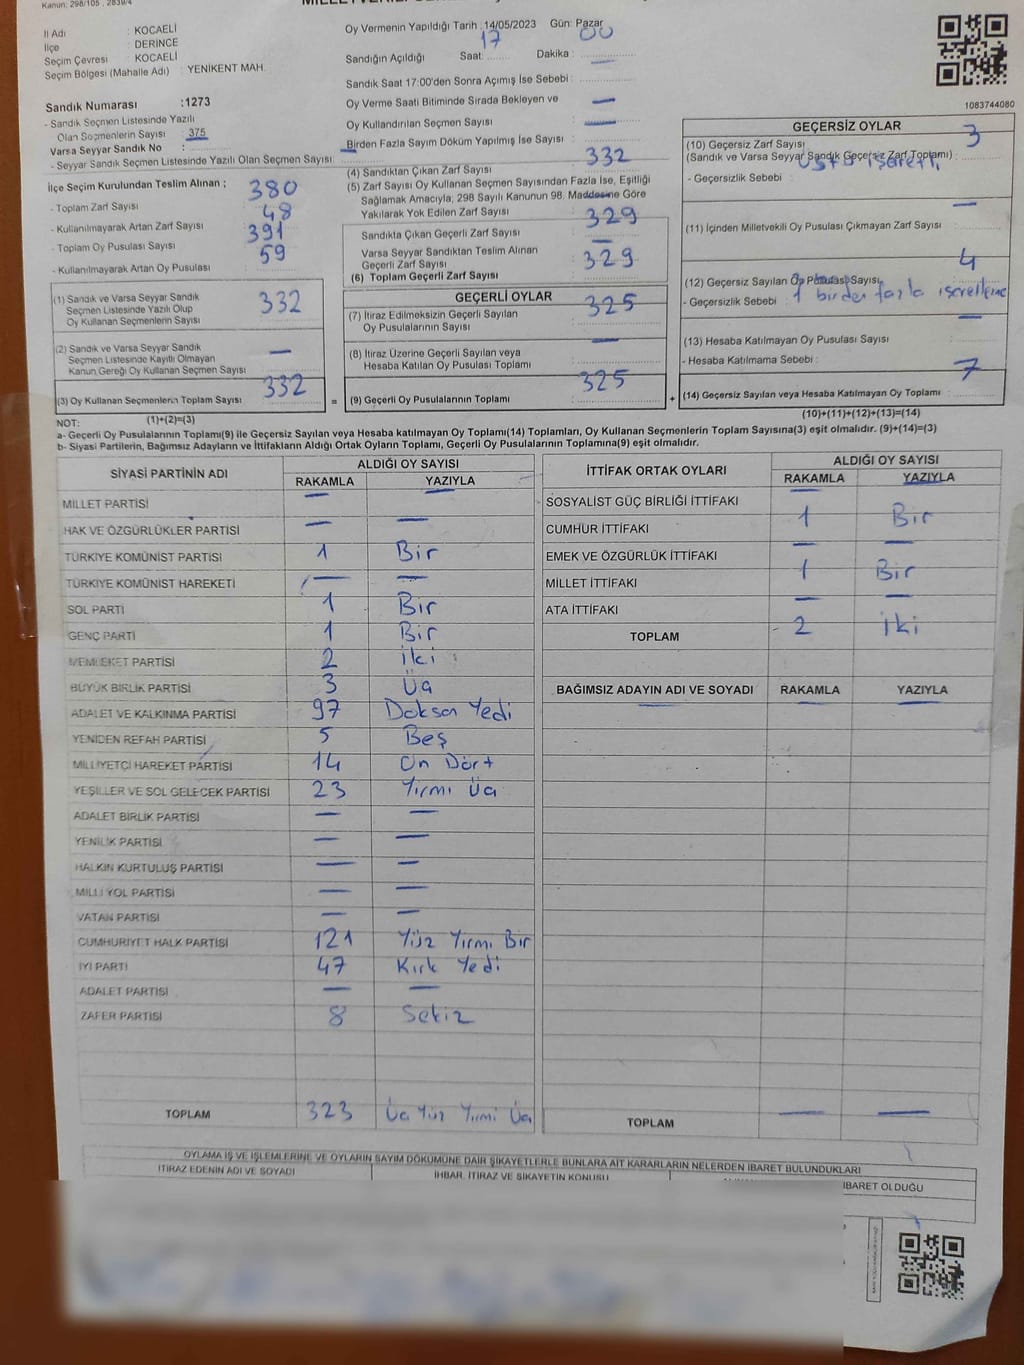 Kanun: 298/105 , 2839/4
İl Adı : KOCAELİ
İlçe : DERİNCE
Seçim Çevresi : KOCAELİ
Seçim Bölgesi (Mahalle Adı) : YENİKENT MAH.
Sandık Numarası :1273
- Sandık Seçmen Listesinde Yazılı
Olan Seçmenlerin Sayısı : 375
Varsa Seyyar Sandık No :
- Seyyar Sandık Seçmen Listesinde Yazılı Olan Seçmen Sayısı :
Oy Vermenin Yapıldığı Tarih :14/05/2023 Gün: Pazar
Sandığın Açıldığı Saat: 17 Dakika : 00
Sandık Saat 17:00'den Sonra Açılmış İse Sebebi : —
Oy Verme Saati Bitiminde Sırada Bekleyen ve
Oy Kullandırılan Seçmen Sayısı : —
Birden Fazla Sayım Döküm Yapılmış İse Sayısı : —
1083744080
İlçe Seçim Kurulundan Teslim Alınan ;
- Toplam Zarf Sayısı : 380
- Kullanılmayarak Artan Zarf Sayısı : 48
- Toplam Oy Pusulası Sayısı : 391
- Kullanılmayarak Artan Oy Pusulası : 59
(1) Sandık ve Varsa Seyyar Sandık
Seçmen Listesinde Yazılı Olup
Oy Kullanan Seçmenlerin Sayısı : 332
(2) Sandık ve Varsa Seyyar Sandık
Seçmen Listesinde Kayıtlı Olmayan
Kanun Gereği Oy Kullanan Seçmen Sayısı : —
(3) Oy Kullanan Seçmenlerin Toplam Sayısı : 332
(4) Sandıktan Çıkan Zarf Sayısı : 332
(5) Zarf Sayısı Oy Kullanan Seçmen Sayısından Fazla İse, Eşitliği
Sağlamak Amacıyla; 298 Sayılı Kanunun 98. Maddesine Göre
Yakılarak Yok Edilen Zarf Sayısı : —
Sandıkta Çıkan Geçerli Zarf Sayısı : 329
Varsa Seyyar Sandıktan Teslim Alınan
Geçerli Zarf Sayısı : —
(6) Toplam Geçerli Zarf Sayısı : 329
GEÇERLİ OYLAR
(7) İtiraz Edilmeksizin Geçerli Sayılan
Oy Pusulalarının Sayısı : 325
(8) İtiraz Üzerine Geçerli Sayılan veya
Hesaba Katılan Oy Pusulası Toplamı : —
= (9) Geçerli Oy Pusulalarının Toplamı : 325 +
GEÇERSİZ OYLAR
(10) Geçersiz Zarf Sayısı
(Sandık ve Varsa Seyyar Sandık Geçersiz Zarf Toplamı) : 3
- Geçersizlik Sebebi : üstü işaretli
(11) İçinden Milletvekili Oy Pusulası Çıkmayan Zarf Sayısı : —
(12) Geçersiz Sayılan Oy Pusulası Sayısı : 4
- Geçersizlik Sebebi : 1 birden fazla işaretleme
(13) Hesaba Katılmayan Oy Pusulası Sayısı : —
- Hesaba Katılmama Sebebi :
(14) Geçersiz Sayılan veya Hesaba Katılmayan Oy Toplamı : 7
NOT: (1)+(2)=(3) (10)+(11)+(12)+(13)=(14)
a- Geçerli Oy Pusulalarının Toplamı(9) ile Geçersiz Sayılan veya Hesaba katılmayan Oy Toplamı(14) Toplamları, Oy Kullanan Seçmenlerin Toplam Sayısına(3) eşit olmalıdır. (9)+(14)=(3)
b- Siyasi Partilerin, Bağımsız Adayların ve İttifakların Aldığı Ortak Oyların Toplamı, Geçerli Oy Pusulalarının Toplamına(9) eşit olmalıdır.
SİYASİ PARTİNİN ADI ALDIĞI OY SAYISI
RAKAMLA YAZIYLA
MİLLET PARTİSİ — —
HAK VE ÖZGÜRLÜKLER PARTİSİ — —
TÜRKİYE KOMÜNİST PARTİSİ 1 Bir
TÜRKİYE KOMÜNİST HAREKETİ — —
SOL PARTİ 1 Bir
GENÇ PARTİ 1 Bir
MEMLEKET PARTİSİ 2 iki
BÜYÜK BİRLİK PARTİSİ 3 Üç
ADALET VE KALKINMA PARTİSİ 97 Doksan Yedi
YENİDEN REFAH PARTİSİ 5 Beş
MİLLİYETÇİ HAREKET PARTİSİ 14 On Dört
YEŞİLLER VE SOL GELECEK PARTİSİ 23 Yirmi Üç
ADALET BİRLİK PARTİSİ — —
YENİLİK PARTİSİ — —
HALKIN KURTULUŞ PARTİSİ — —
MİLLİ YOL PARTİSİ — —
VATAN PARTİSİ — —
CUMHURİYET HALK PARTİSİ 121 Yüz Yirmi Bir
İYİ PARTİ 47 Kırk Yedi
ADALET PARTİSİ — —
ZAFER PARTİSİ 8 Sekiz
TOPLAM 323 Üç Yüz Yirmi Üç
İTTİFAK ORTAK OYLARI ALDIĞI OY SAYISI
RAKAMLA YAZIYLA
SOSYALİST GÜÇ BİRLİĞİ İTTİFAKI — —
CUMHUR İTTİFAKI 1 Bir
EMEK VE ÖZGÜRLÜK İTTİFAKI — —
MİLLET İTTİFAKI 1 Bir
ATA İTTİFAKI — —
TOPLAM 2 iki
BAĞIMSIZ ADAYIN ADI VE SOYADI RAKAMLA YAZIYLA
— — —
TOPLAM — —
OYLAMA İŞ VE İŞLEMLERİNE VE OYLARIN SAYIM DÖKÜMÜNE DAİR ŞİKAYETLERLE BUNLARA AİT KARARLARIN NELERDEN İBARET BULUNDUKLARI
İTİRAZ EDENİN ADI VE SOYADI İHBAR, İTİRAZ VE ŞİKAYETİN KONUSU İBARET OLDUĞU